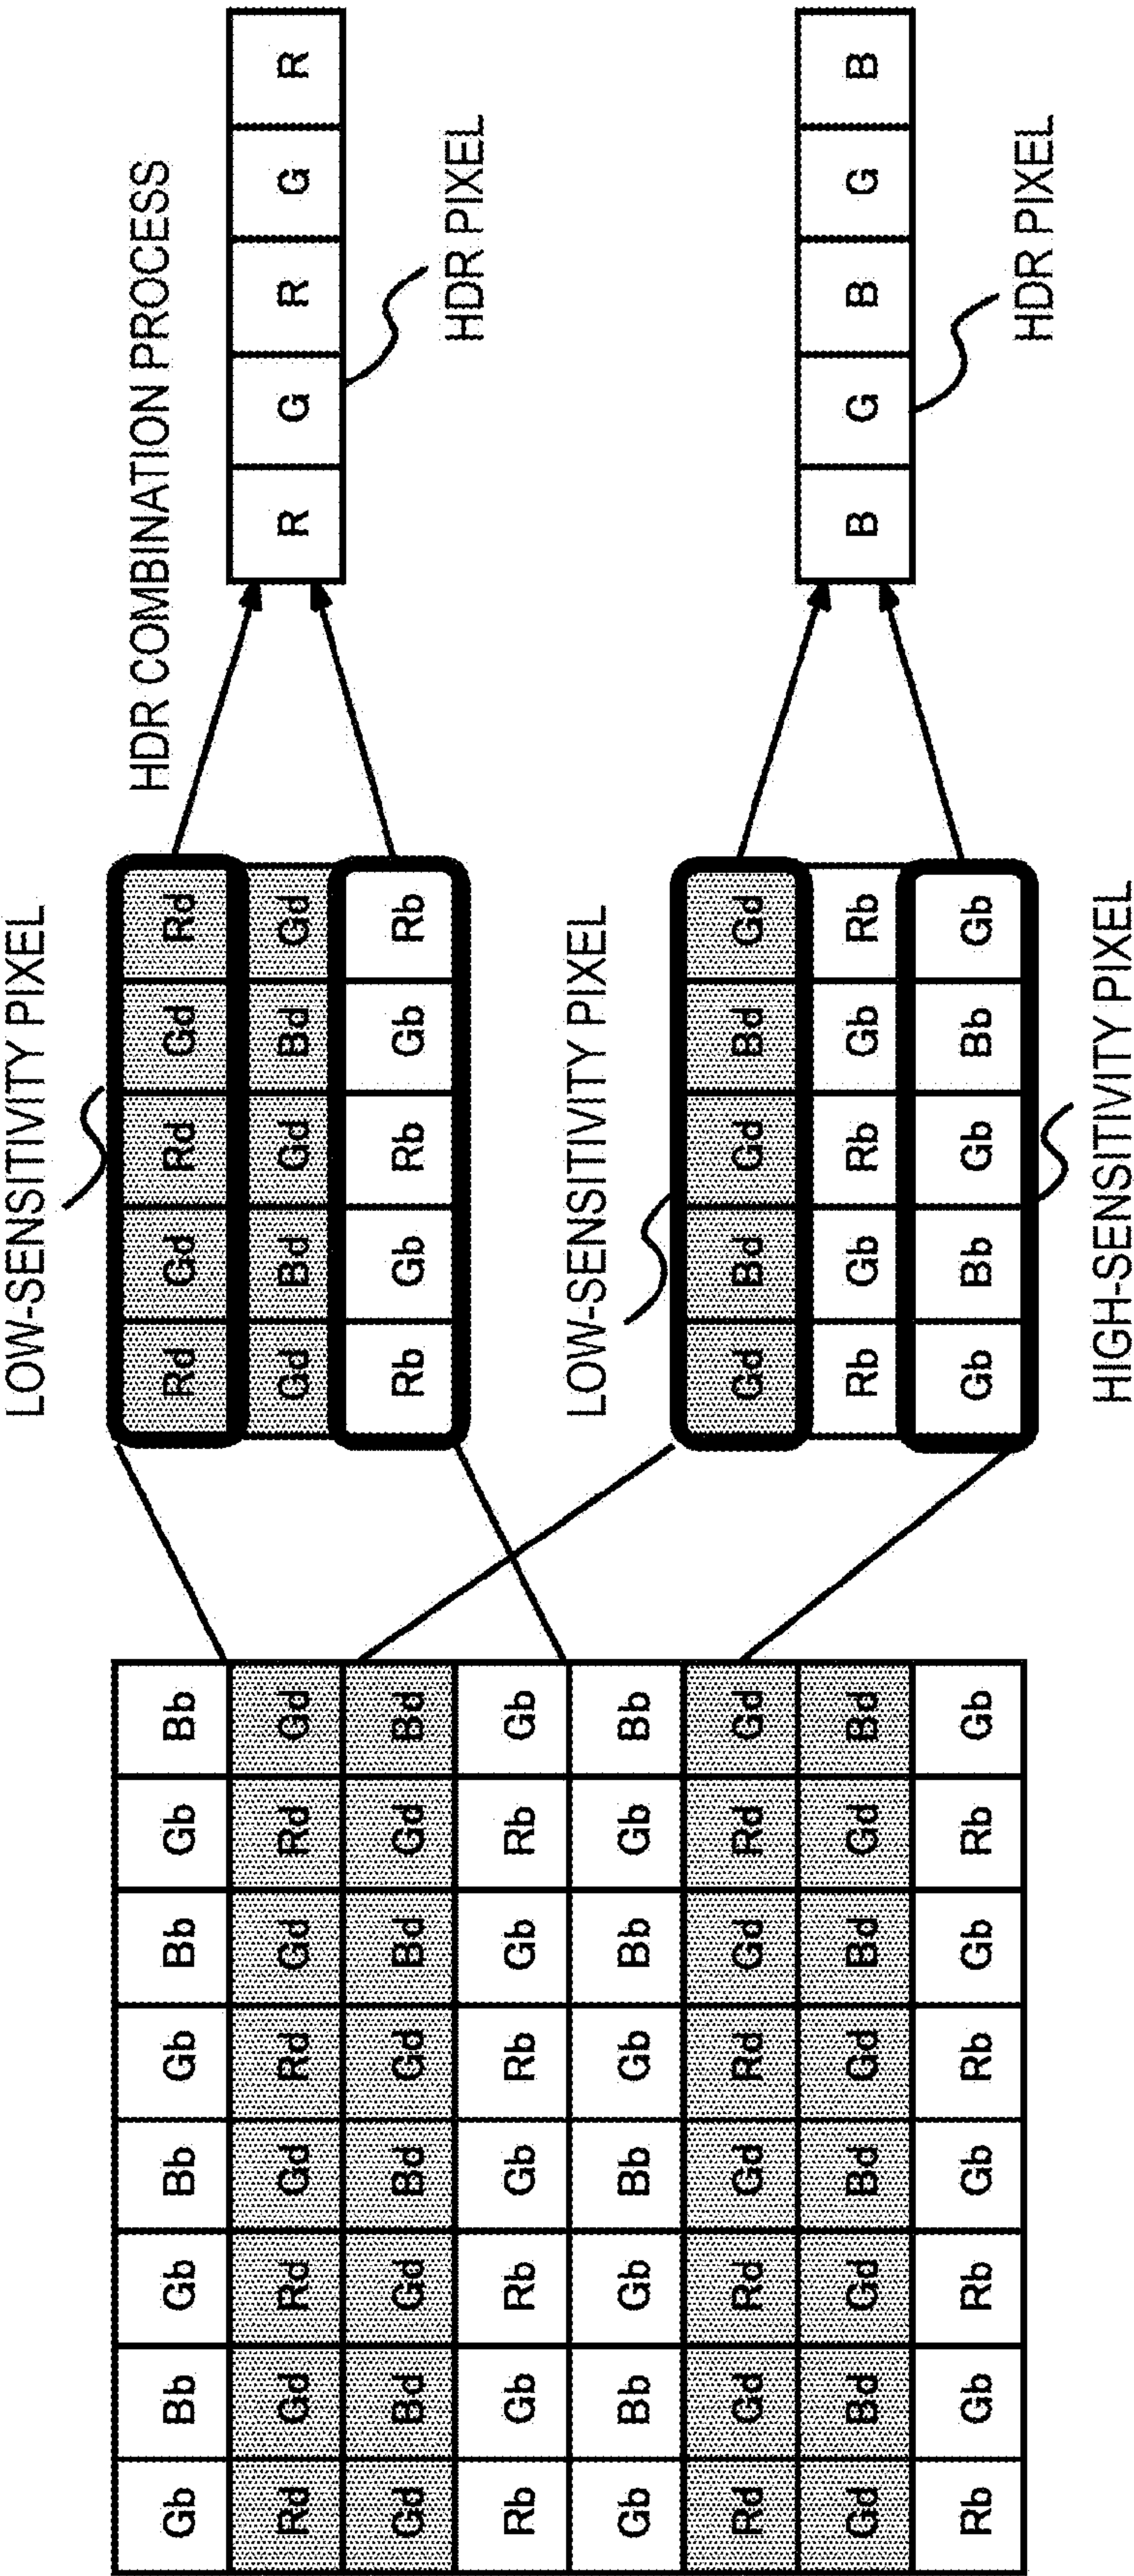 Gb Bb Gb Bb Gb Bb Gb Bb
Rd Gd Rd Gd Rd Gd Rd Gd
Gd Bd Gd Bd Gd Bd Gd Bd
Rb Gb Rb Gb Rb Gb Rb Gb
Gb Bb Gb Bb Gb Bb Gb Bb
Rd Gd Rd Gd Rd Gd Rd Gd
Gd Bd Gd Bd Gd Bd Gd Bd
Rb Gb Rb Gb Rb Gb Rb Gb
LOW-SENSITIVITY PIXEL
Rd Gd Rd Gd Rd
Gd Bd Gd Bd Gd
Rb Gb Rb Gb Rb
LOW-SENSITIVITY PIXEL
Gd Bd Gd Bd Gd
Rb Gb Rb Gb Rb
Gb Bb Gb Bb Gb
HIGH-SENSITIVITY PIXEL
HDR COMBINATION PROCESS
R G R G R
HDR PIXEL
B G B G B
HDR PIXEL